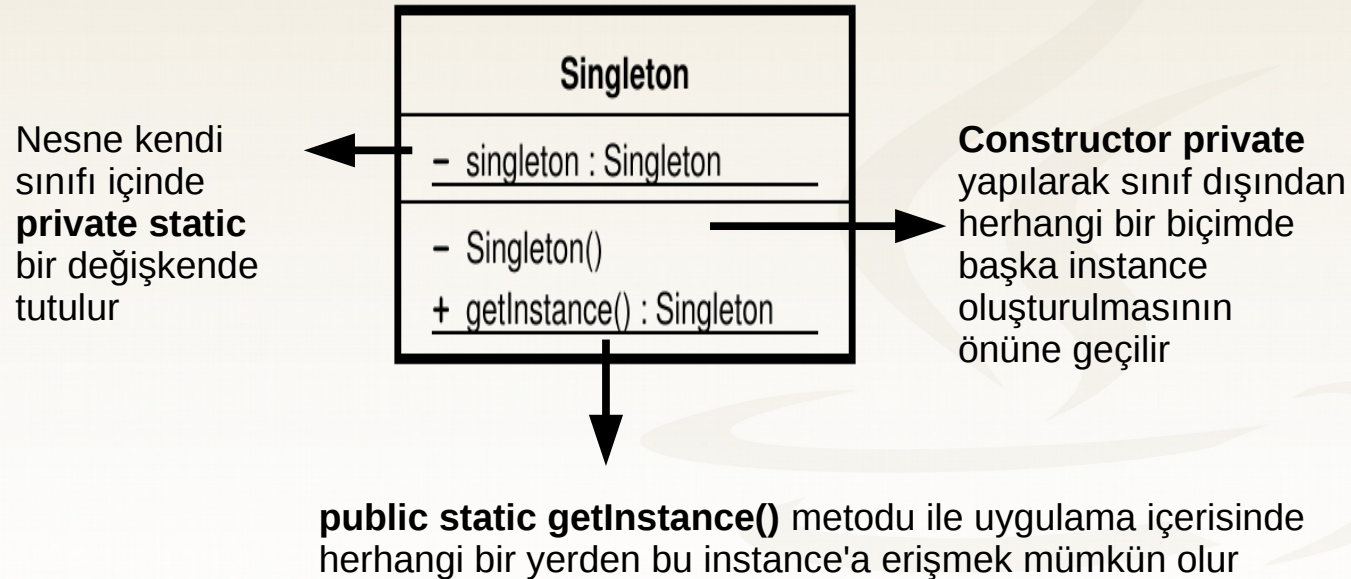 Singleton
– singleton : Singleton
– Singleton()
+ getInstance() : Singleton
Nesne kendi
sınıfı içinde
private static
bir değişkende
tutulur
Constructor private
yapılarak sınıf dışından
herhangi bir biçimde
başka instance
oluşturulmasının
önüne geçilir
public static getInstance() metodu ile uygulama içerisinde
herhangi bir yerden bu instance'a erişmek mümkün olur